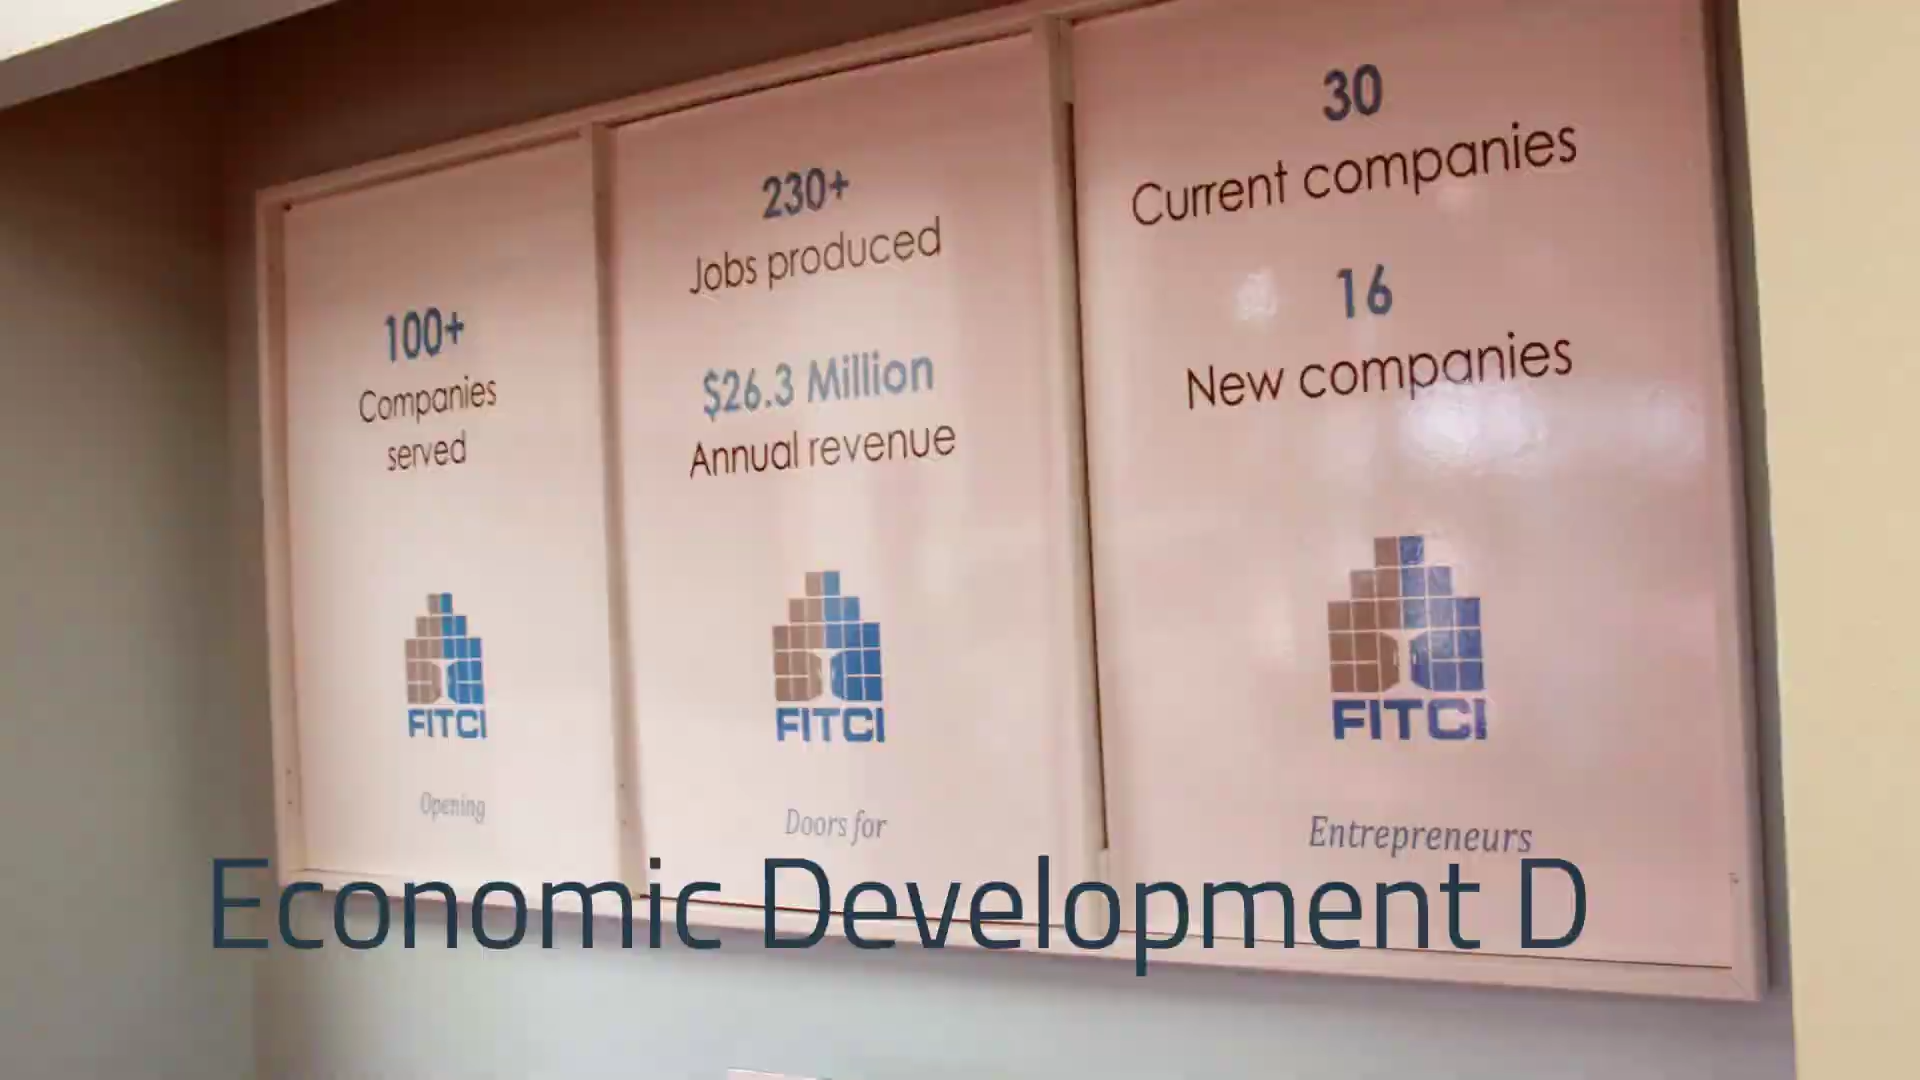 100+
Companies
served
FITCI
Opening
230+
Jobs produced
$26.3 Million
Annual revenue
FITCI
Doors for
30
Current companies
16
New companies
FITCI
Entrepreneurs
Economic Development D